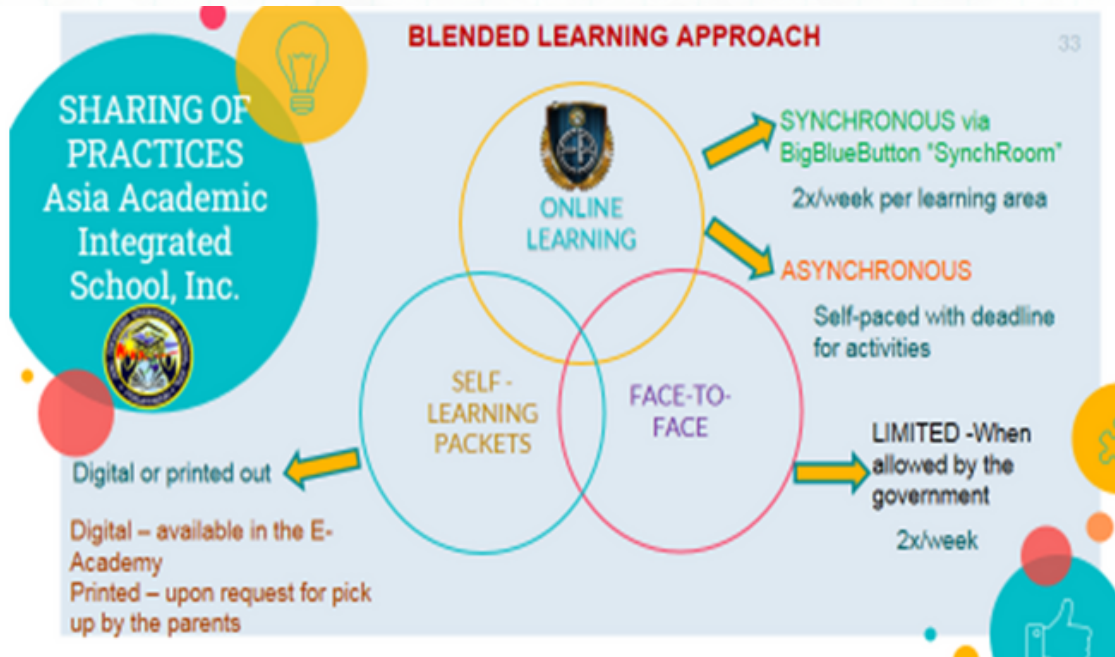 BLENDED LEARNING APPROACH
33
SHARING OF
PRACTICES
Asia Academic
Integrated
School, Inc.
ONLINE
LEARNING
SYNCHRONOUS via
BigBlueButton "SynchRoom"
2x/week per learning area
ASYNCHRONOUS
Self-paced with deadline
for activities
SELF -
LEARNING
PACKETS
FACE-TO-
FACE
LIMITED -When
allowed by the
government
2x/week
Digital or printed out
Digital – available in the E-
Academy
Printed – upon request for pick
up by the parents